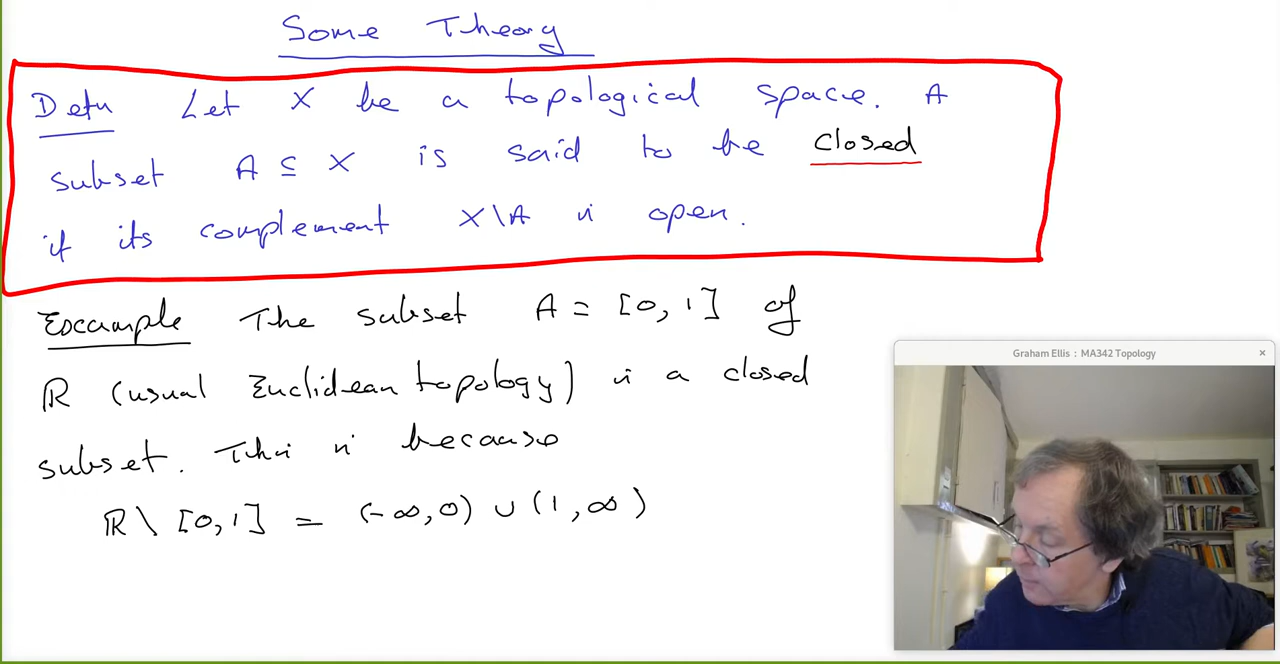 Some Theory
Defn Let X be a topological space. A
subset A ⊆ X is said to be closed
if its complement X\A is open.
Example The subset A = [0, 1] of
ℝ (usual Euclidean topology) is a closed
subset. This is because
ℝ \ [0, 1] = (-∞, 0) ∪ (1, ∞)
Graham Ellis : MA342 Topology